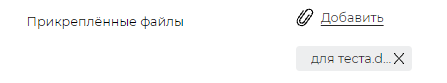 Прикреплённые файлы
Добавить
для теста.d...